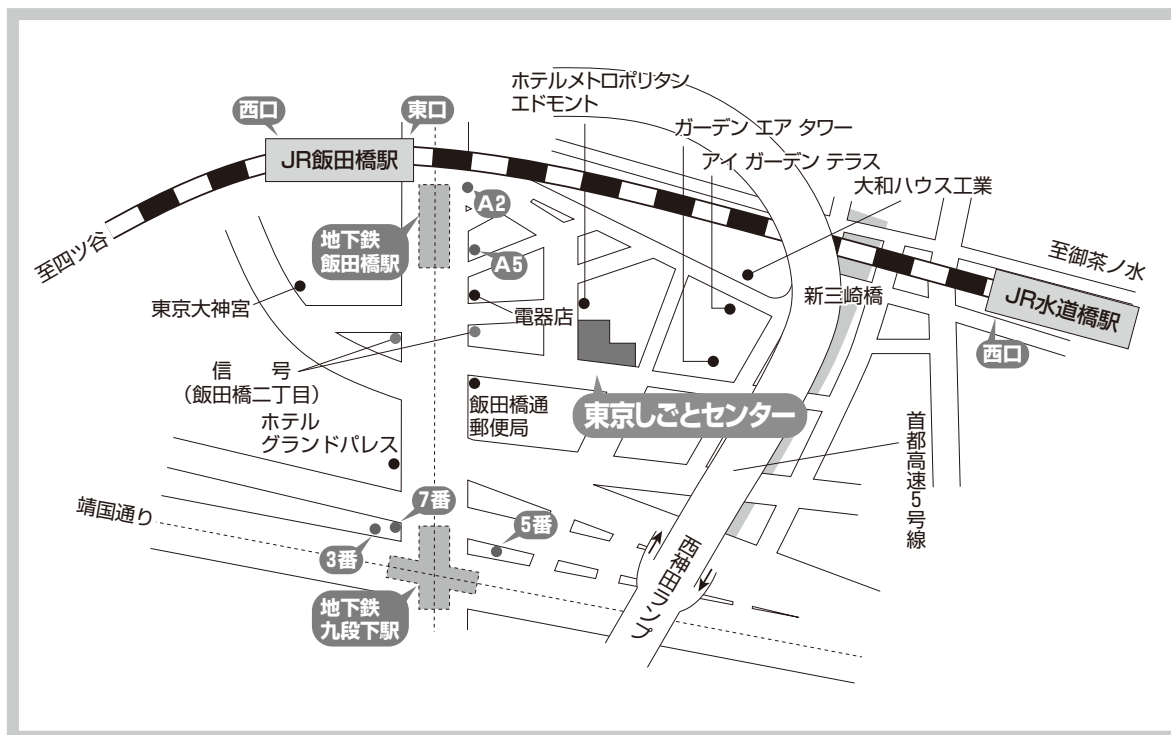 ホテルメトロポリタン
エドモント
西口
東口
ガーデン エア タワー
JR飯田橋駅
アイ ガーデン テラス
大和ハウス工業
A2
地下鉄
飯田橋駅
至四ツ谷
A5
至御茶ノ水
東京大神宮
電器店
新三崎橋
JR水道橋駅
西口
信 号
(飯田橋二丁目)
飯田橋通
郵便局
東京しごとセンター
ホテル
グランドパレス
首都高速5号線
靖国通り
7番
5番
3番
西神田ランプ
地下鉄
九段下駅